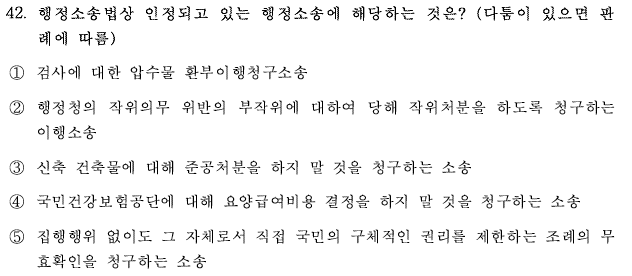 42. 행정소송법상 인정되고 있는 행정소송에 해당하는 것은? (다툼이 있으면 판
례에 따름)
① 검사에 대한 압수물 환부이행청구소송
② 행정청의 작위의무 위반의 부작위에 대하여 당해 작위처분을 하도록 청구하는
이행소송
③ 신축 건축물에 대해 준공처분을 하지 말 것을 청구하는 소송
④ 국민건강보험공단에 대해 요양급여비용 결정을 하지 말 것을 청구하는 소송
⑤ 집행행위 없이도 그 자체로서 직접 국민의 구체적인 권리를 제한하는 조례의 무
효확인을 청구하는 소송